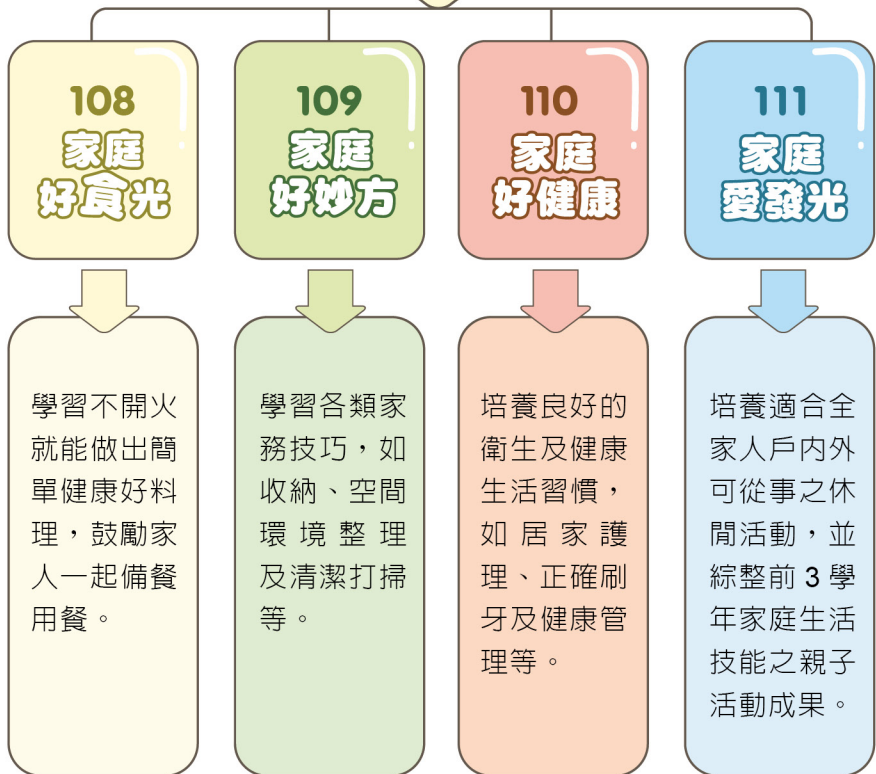 108
家庭
好食光
學習不開火
就能做出簡
單健康好料
理，鼓勵家
人一起備餐
用餐。
109
家庭
好妙方
學習各類家
務技巧，如
收納、空間
環境整理
及清潔打掃
等。
110
家庭
好健康
培養良好的
衛生及健康
生活習慣，
如居家護
理、正確刷
牙及健康管
理等。
111
家庭
愛發光
培養適合全
家人戶內外
可從事之休
閒活動，並
綜整前 3 學
年家庭生活
技能之親子
活動成果。